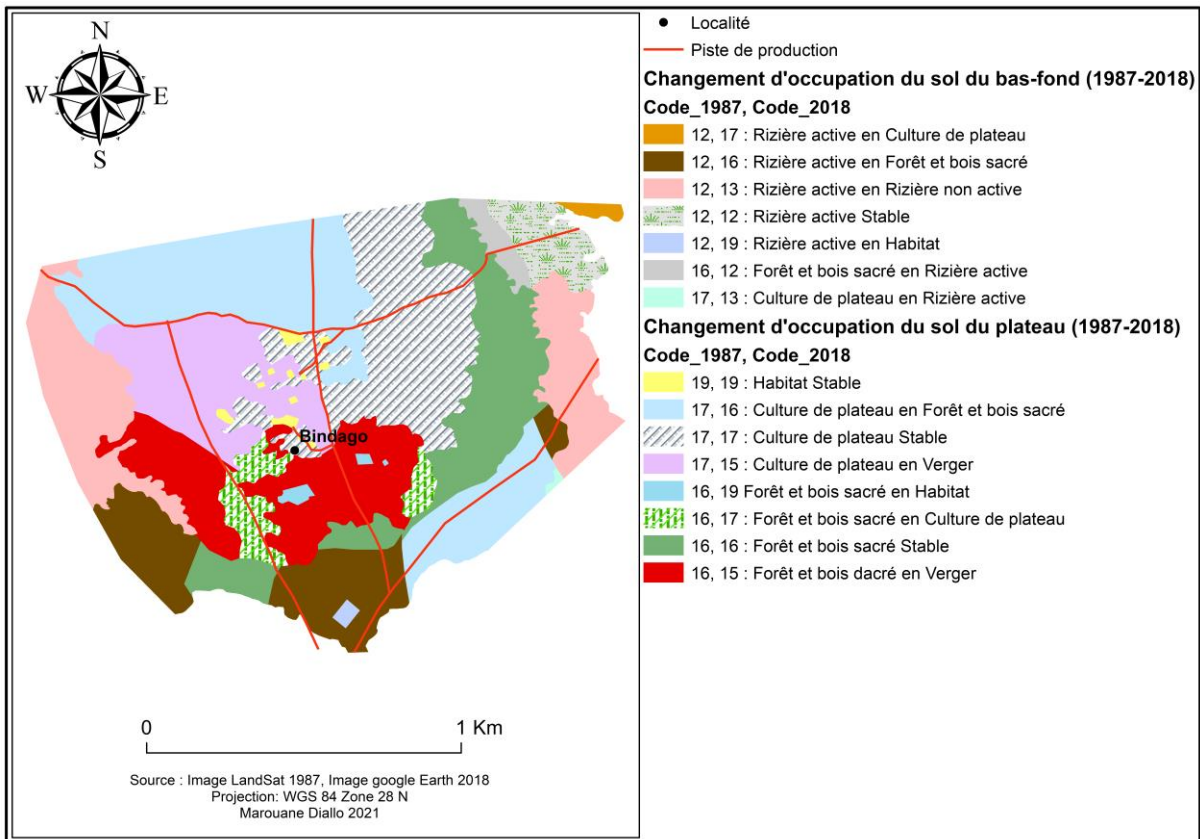 N
W
E
S
Bindago
0
1 Km
Source : Image LandSat 1987, Image google Earth 2018
Projection: WGS 84 Zone 28 N
Marouane Diallo 2021
Localité
Piste de production
Changement d'occupation du sol du bas-fond (1987-2018)
Code_1987, Code_2018
12, 17 : Rizière active en Culture de plateau
12, 16 : Rizière active en Forêt et bois sacré
12, 13 : Rizière active en Rizière non active
12, 12 : Rizière active Stable
12, 19 : Rizière active en Habitat
16, 12 : Forêt et bois sacré en Rizière active
17, 13 : Culture de plateau en Rizière active
Changement d'occupation du sol du plateau (1987-2018)
Code_1987, Code_2018
19, 19 : Habitat Stable
17, 16 : Culture de plateau en Forêt et bois sacré
17, 17 : Culture de plateau Stable
17, 15 : Culture de plateau en Verger
16, 19 Forêt et bois sacré en Habitat
16, 17 : Forêt et bois sacré en Culture de plateau
16, 16 : Forêt et bois sacré Stable
16, 15 : Forêt et bois dacré en Verger